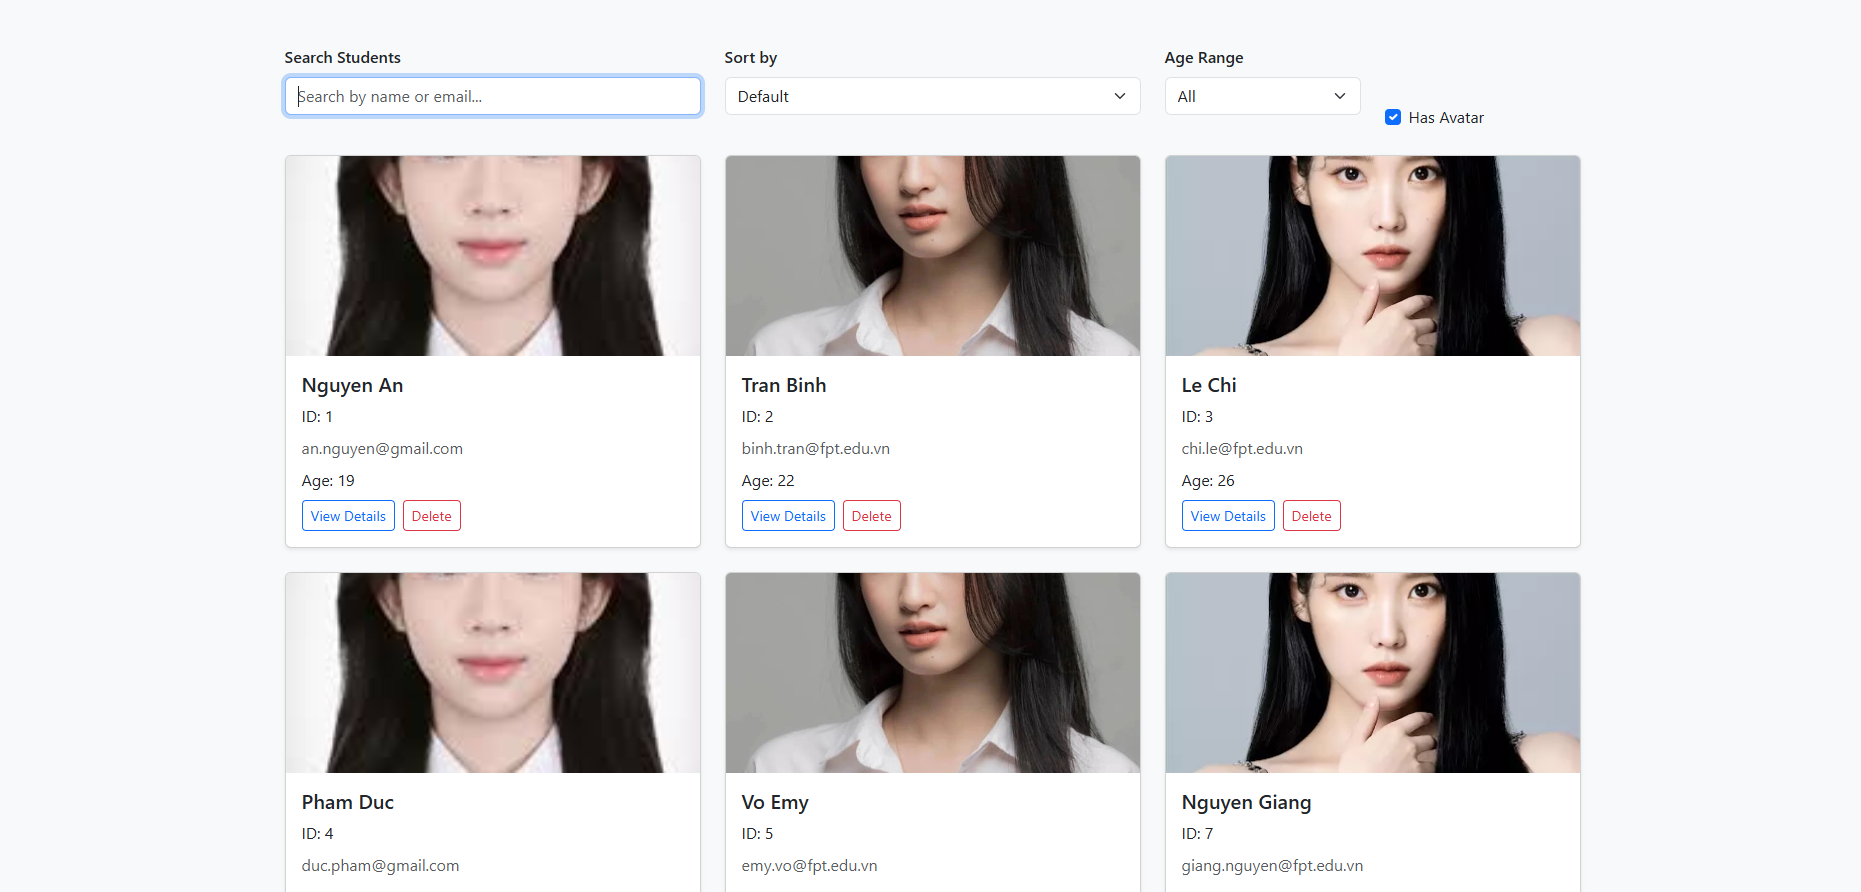 Search Students
Sort by
Age Range
Search by name or email...
Default
All
Has Avatar
Nguyen An
ID: 1
an.nguyen@gmail.com
Age: 19
View Details
Delete
Tran Binh
ID: 2
binh.tran@fpt.edu.vn
Age: 22
View Details
Delete
Le Chi
ID: 3
chi.le@fpt.edu.vn
Age: 26
View Details
Delete
Pham Duc
ID: 4
duc.pham@gmail.com
Vo Emy
ID: 5
emy.vo@fpt.edu.vn
Nguyen Giang
ID: 7
giang.nguyen@fpt.edu.vn